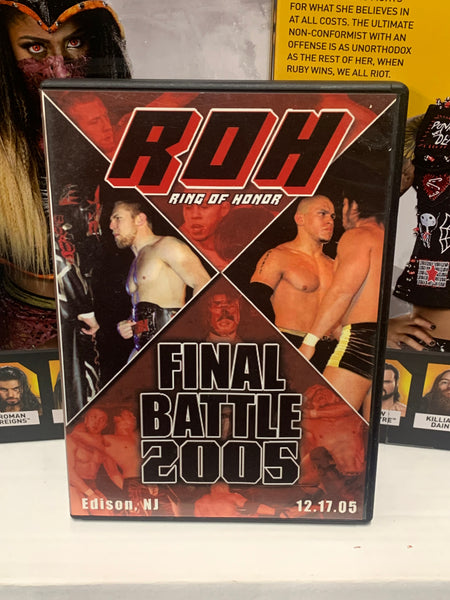 FOR WHAT SHE BELIEVES IN
AT ALL COSTS. THE ULTIMATE
NON-CONFORMIST WITH AN
OFFENSE IS AS UNORTHODOX
AS THE REST OF HER, WHEN
RUBY WINS, WE ALL RIOT.
ROH
RING OF HONOR
FINAL
BATTLE
2005
Edison, NJ
12.17.05
ROMAN
REIGNS™
KILLIAN
DAIN